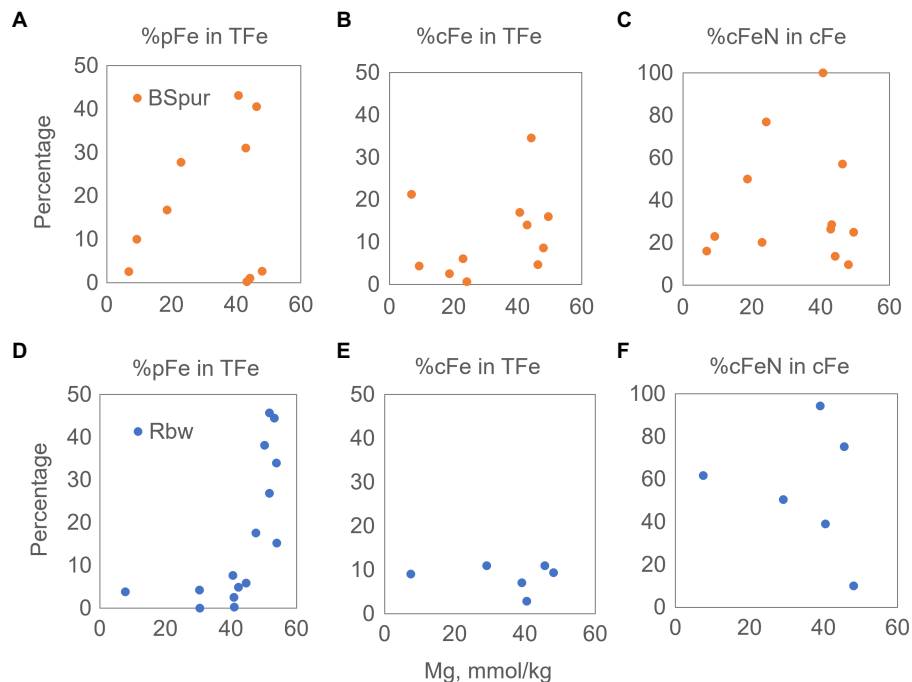 A B C
%pFe in TFe %cFe in TFe %cFeN in cFe
50 50 100
BSpur
40 40 80
30 30 60
20 20 40
10 10 20
0 0 0
0 20 40 60 0 20 40 60 0 20 40 60
Percentage
D E F
%pFe in TFe %cFe in TFe %cFeN in cFe
50 50 100
Rbw
40 40 80
30 30 60
20 20 40
10 10 20
0 0 0
0 20 40 60 0 20 40 60 0 20 40 60
Percentage
Mg, mmol/kg